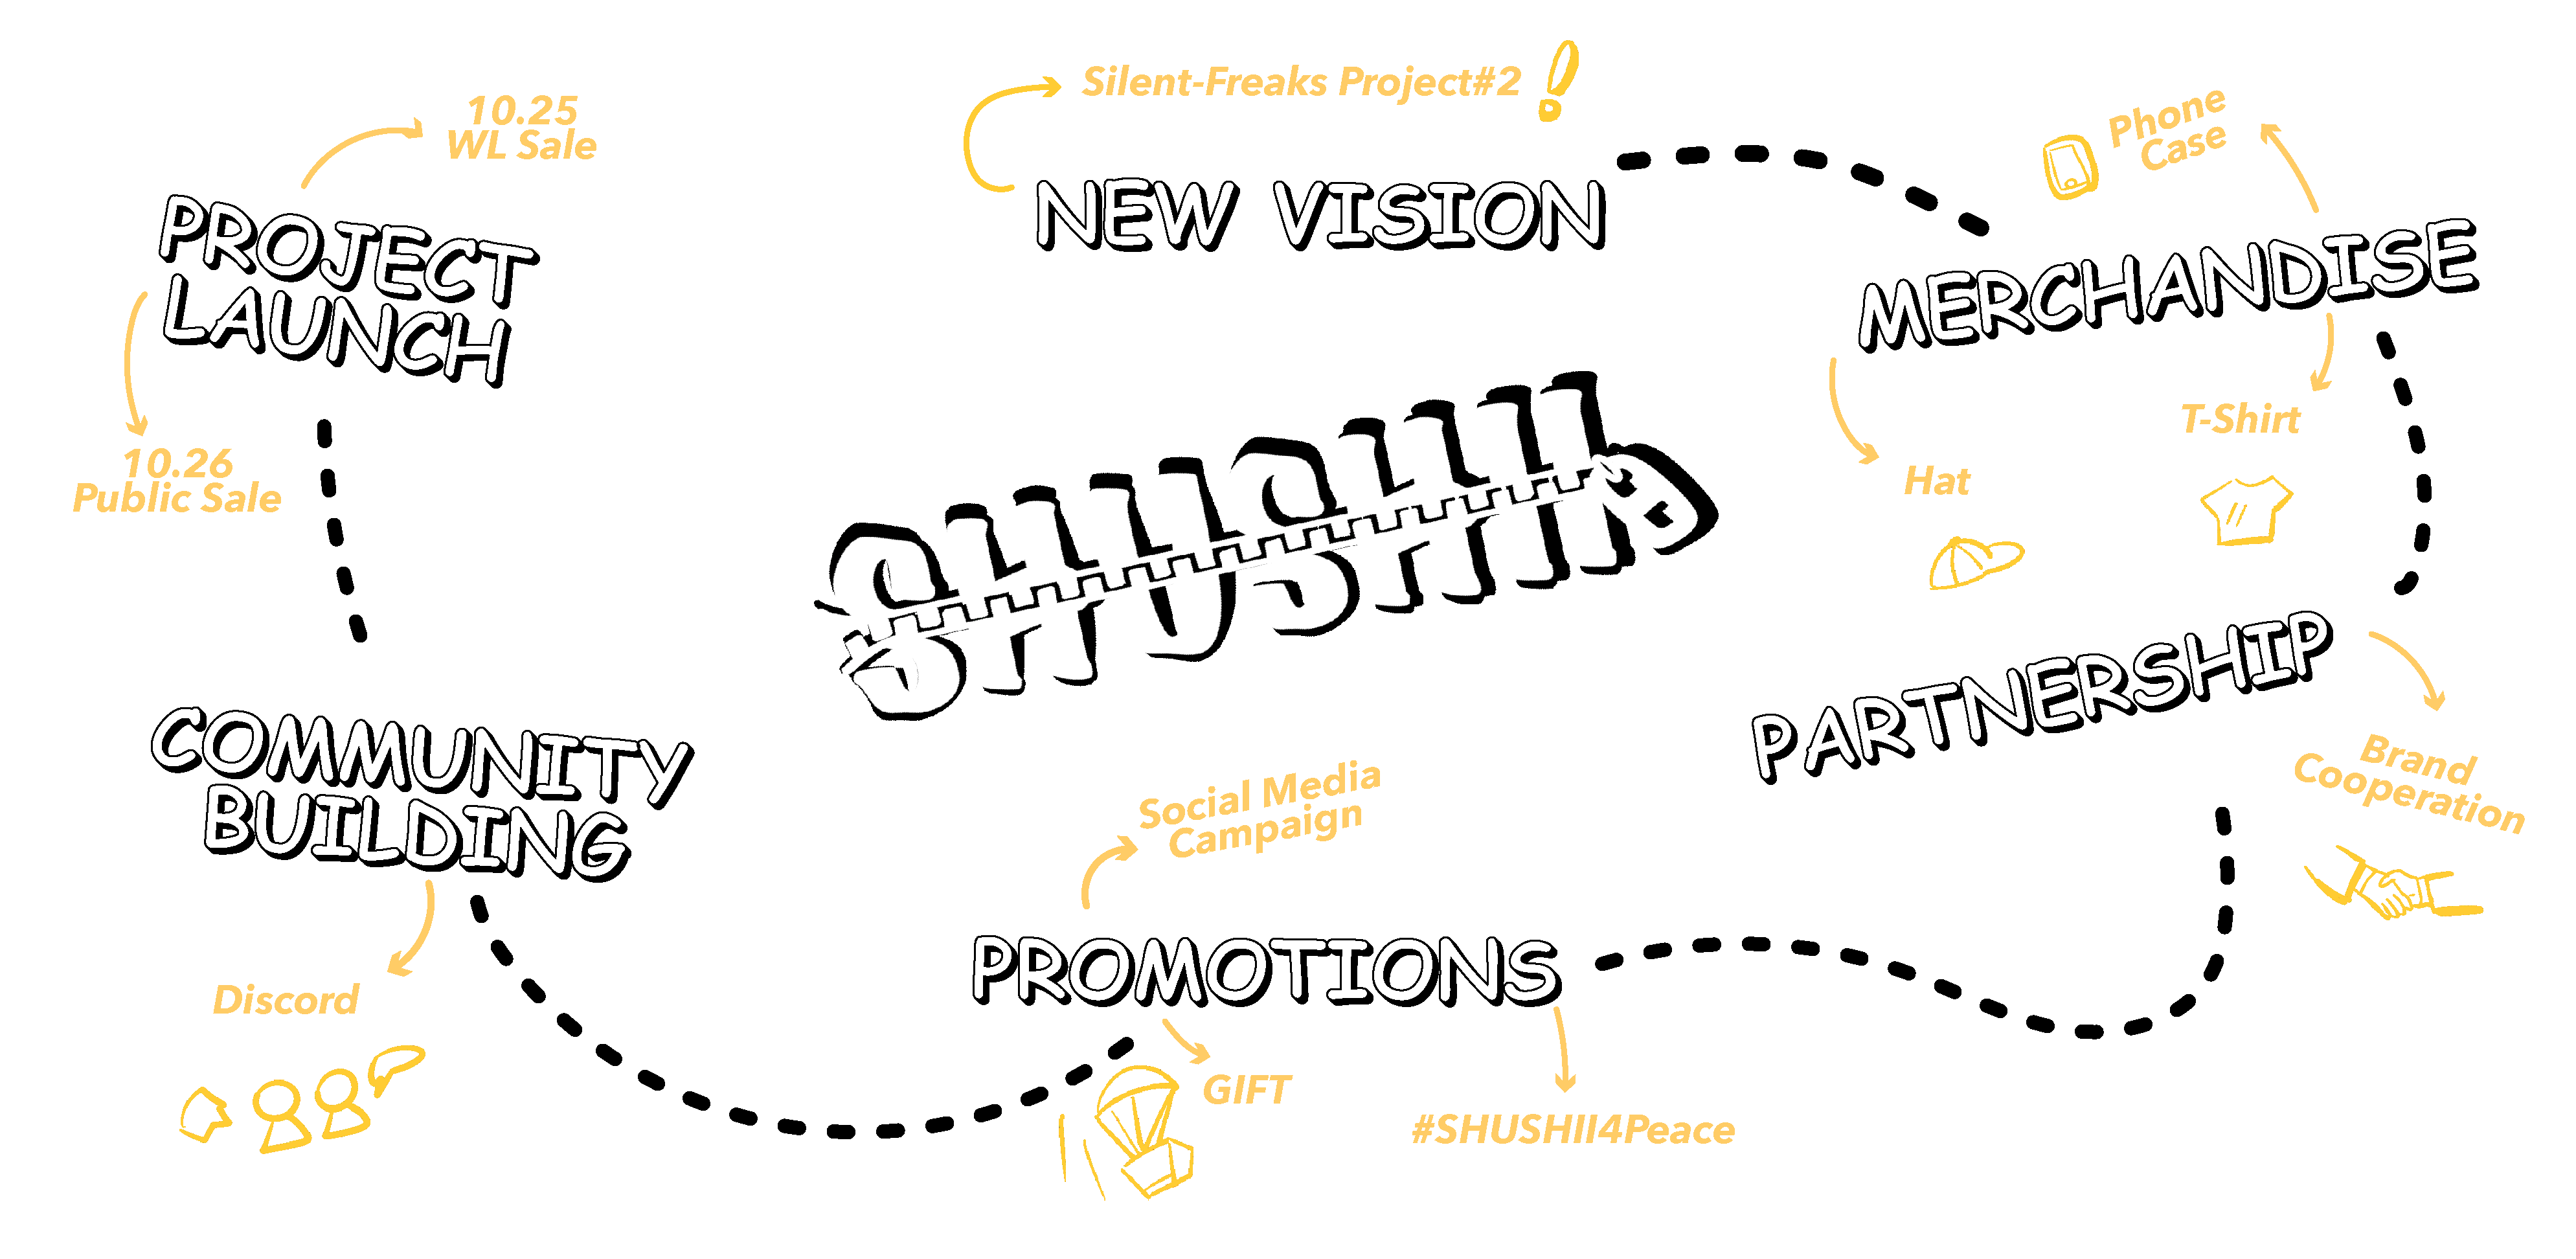 10.25
WL Sale
PROJECT
LAUNCH
10.26
Public Sale
COMMUNITY
BUILDING
Discord
Social Media
Campaign
PROMOTIONS
GIFT
#SHUSHII4Peace
PARTNERSHIP
Brand
Cooperation
MERCHANDISE
Phone
Case
T-Shirt
Hat
NEW VISION
Silent-Freaks Project#2
SHUSHII